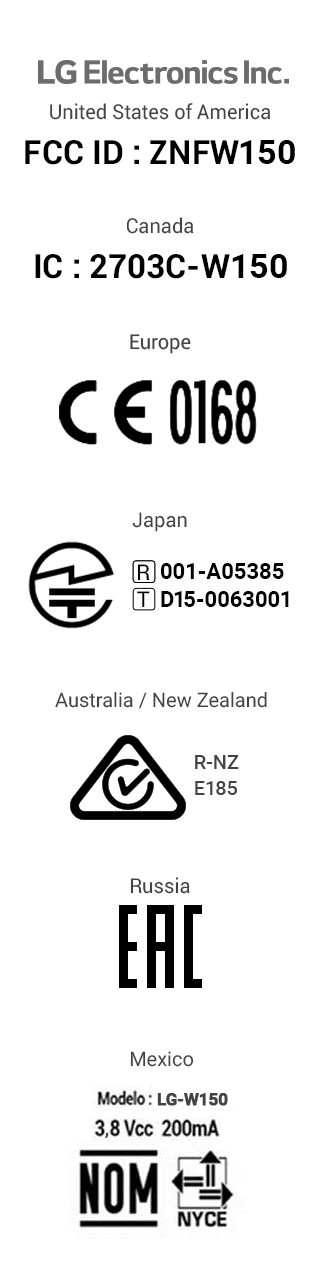 LG Electronics Inc.
United States of America
FCC ID : ZNFW150
Canada
IC : 2703C-W150
Europe
CE 0168
Japan
R 001-A05385
T D15-0063001
Australia / New Zealand
R-NZ
E185
Russia
EAC
Mexico
Modelo : LG-W150
3,8 Vcc 200mA
NOM NYCE